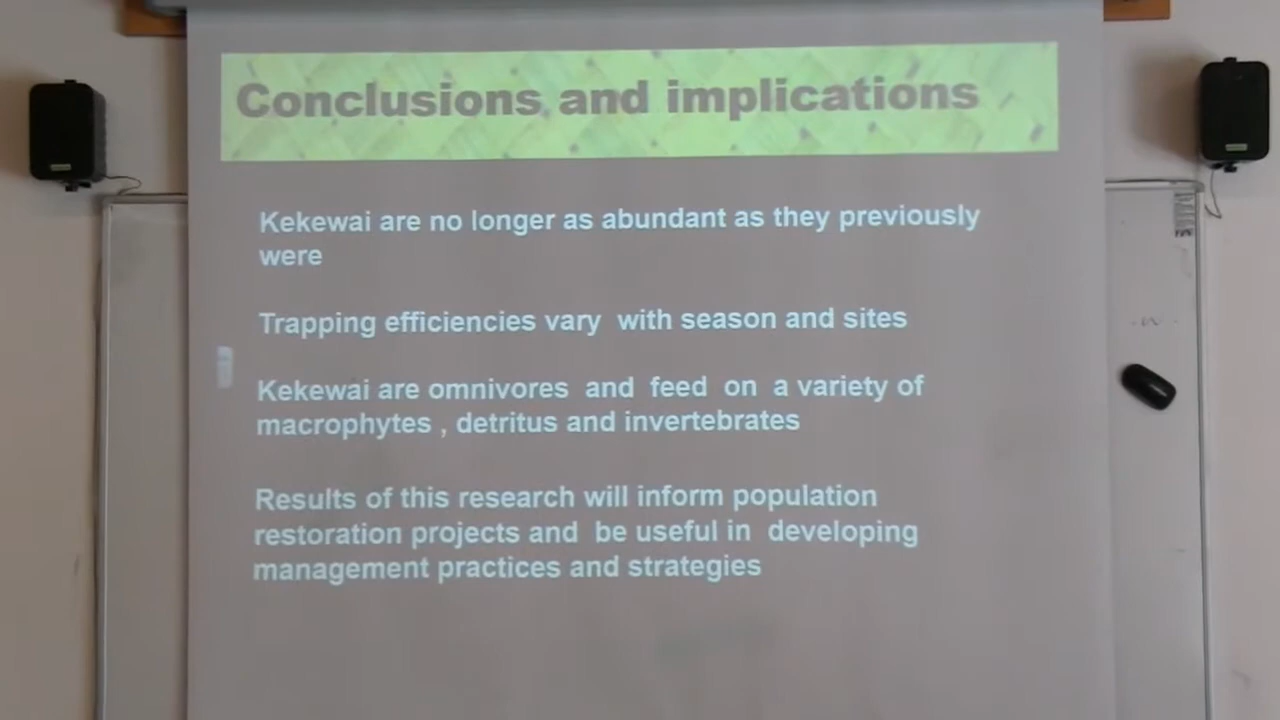 Conclusions and implications
Kekewai are no longer as abundant as they previously
were
Trapping efficiencies vary with season and sites
Kekewai are omnivores and feed on a variety of
macrophytes , detritus and invertebrates
Results of this research will inform population
restoration projects and be useful in developing
management practices and strategies